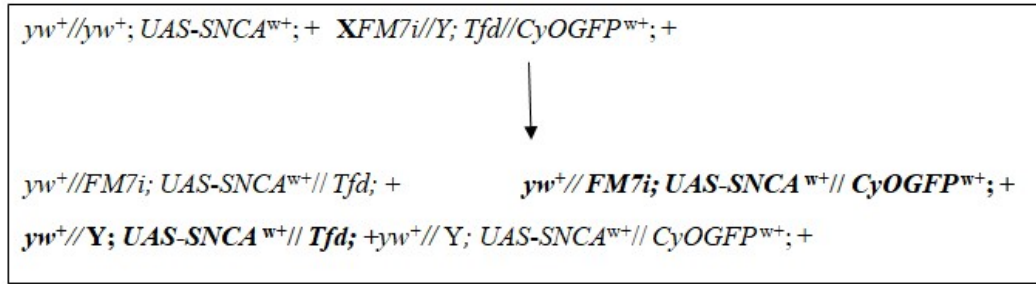 yw⁺//yw⁺; UAS-SNCAʷ⁺; + XFM7i//Y; Tfd//CyOGFPʷ⁺; +
yw⁺//FM7i; UAS-SNCAʷ⁺// Tfd; + yw⁺// FM7i; UAS-SNCA ʷ⁺// CyOGFPʷ⁺; +
yw⁺// Y; UAS-SNCA ʷ⁺// Tfd; +yw⁺// Y; UAS-SNCAʷ⁺// CyOGFPʷ⁺; +